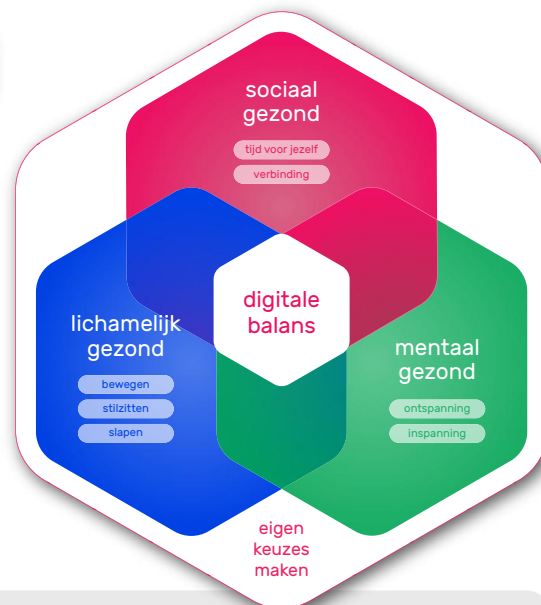 sociaal
gezond
tijd voor jezelf
verbinding
digitale
balans
lichamelijk
gezond
bewegen
stilzitten
slapen
mentaal
gezond
ontspanning
inspanning
eigen
keuzes
maken